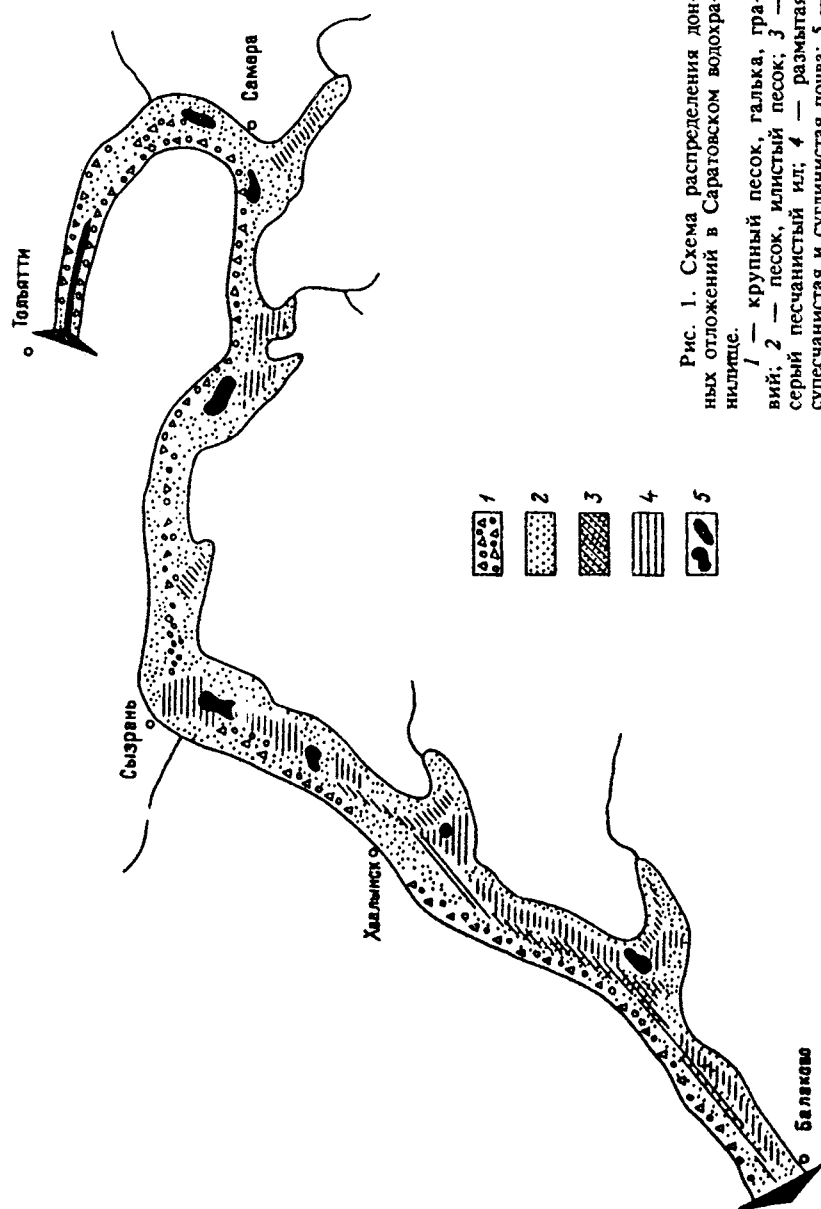 Тольятти
Самара
Сызрань
Хвалынск
Балаково
1
2
3
4
5
Рис. 1. Схема распределения дон-
ных отложений в Саратовском водохра-
нилище.
1 — крупный песок, галька, гра-
вий; 2 — песок, илистый песок; 3 —
серый песчанистый ил; 4 — размытая
супесчанистая и суглинистая почва; 5 —